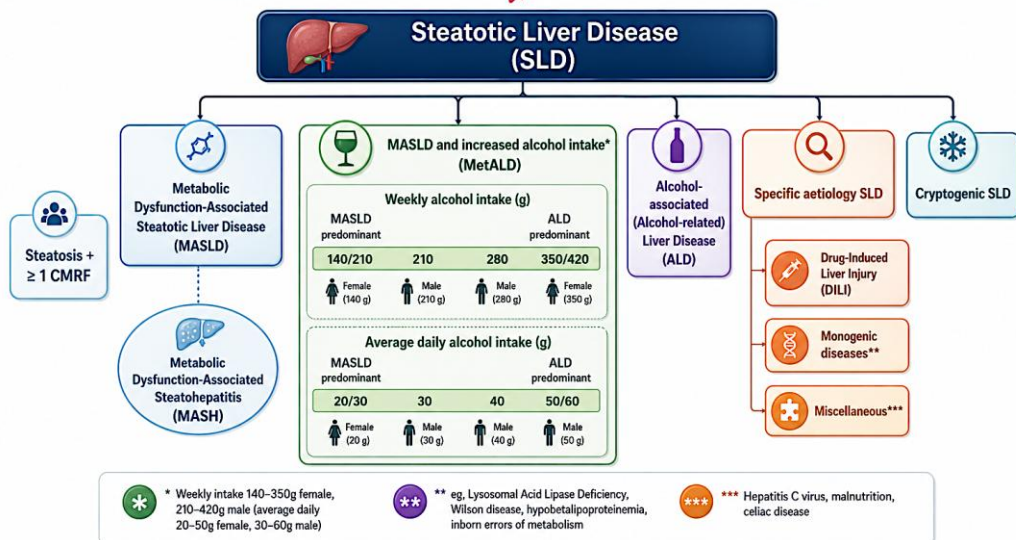 Steatotic Liver Disease
(SLD)
Steatosis +
≥ 1 CMRF
Metabolic
Dysfunction-Associated
Steatotic Liver Disease
(MASLD)
Metabolic
Dysfunction-Associated
Steatohepatitis
(MASH)
MASLD and increased alcohol intake*
(MetALD)
Weekly alcohol intake (g)
MASLD
predominant
ALD
predominant
140/210 210 280 350/420
Female
(140 g)
Male
(210 g)
Male
(280 g)
Female
(350 g)
Average daily alcohol intake (g)
MASLD
predominant
ALD
predominant
20/30 30 40 50/60
Female
(20 g)
Male
(30 g)
Male
(40 g)
Male
(50 g)
Alcohol-
associated
(Alcohol-related)
Liver Disease
(ALD)
Specific aetiology SLD
Drug-Induced
Liver Injury
(DILI)
Monogenic
diseases**
Miscellaneous***
Cryptogenic SLD
* * Weekly intake 140–350g female,
210–420g male (average daily
20–50g female, 30–60g male)
** ** eg, Lysosomal Acid Lipase Deficiency,
Wilson disease, hypobetalipoproteinemia,
inborn errors of metabolism
*** *** Hepatitis C virus, malnutrition,
celiac disease